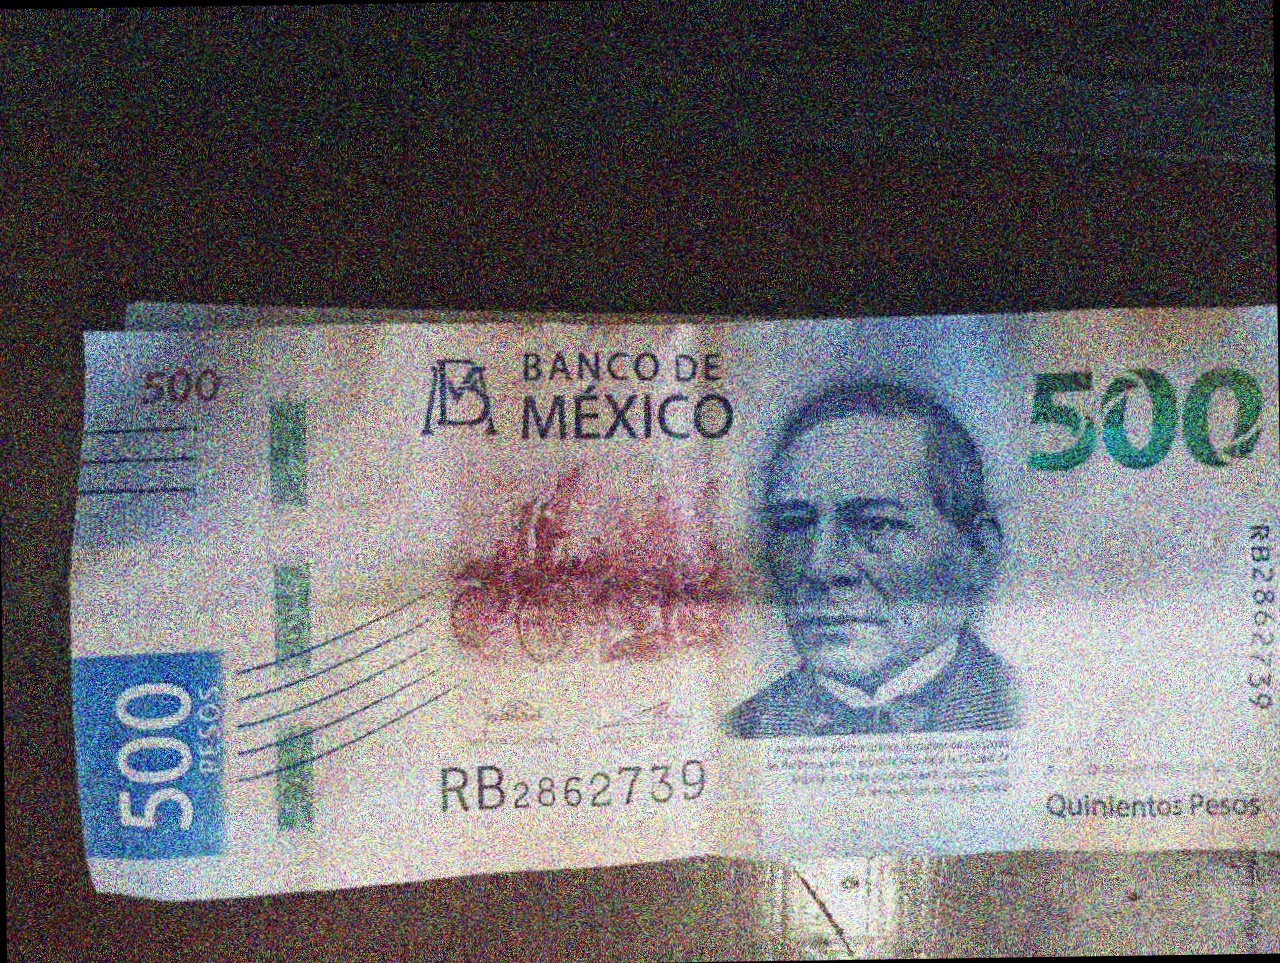 500
BANCO DE
MÉXICO
500
RB2862739
500
PESOS
RB2862739
Quinientos Pesos